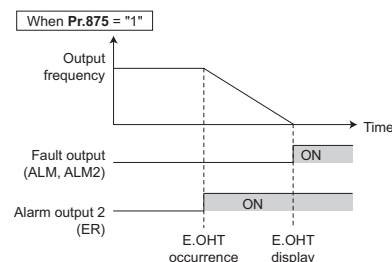 When Pr.875 = "1"
Output
frequency
Time
Fault output
(ALM, ALM2)
ON
Alarm output 2
(ER)
ON
E.OHT
occurrence
E.OHT
display